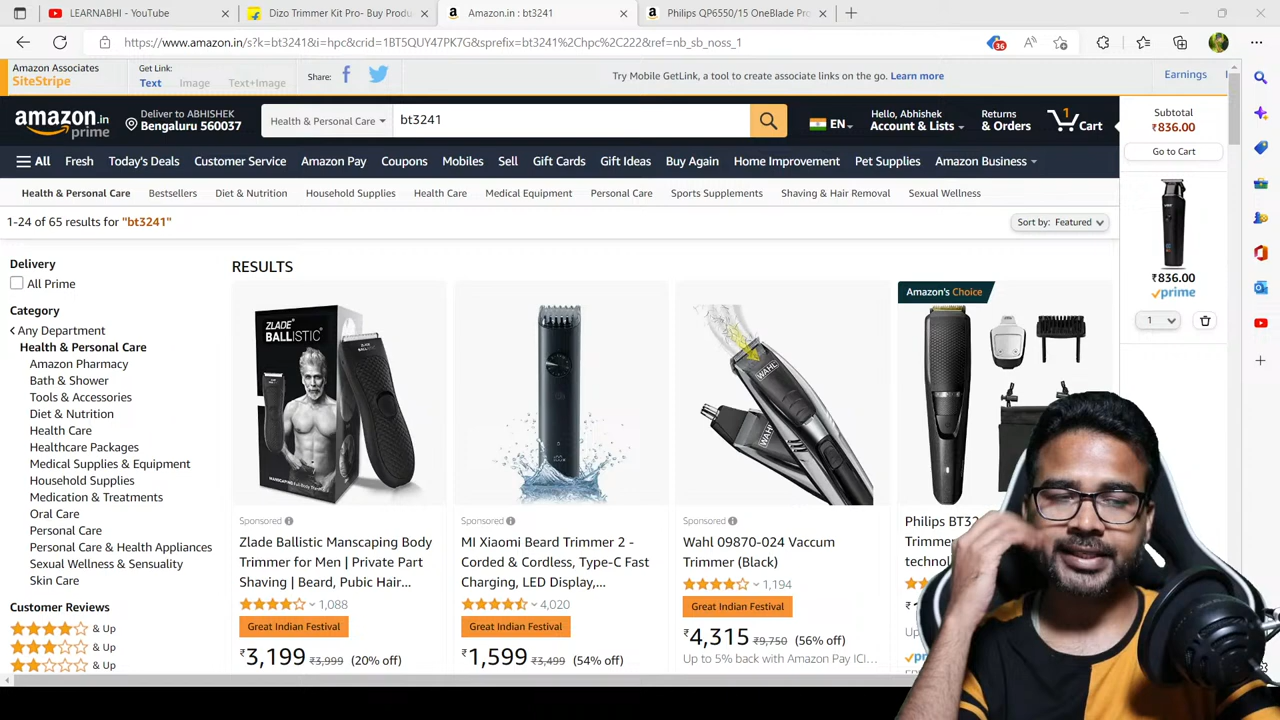 LEARNABHI - YouTube
Dizo Trimmer Kit Pro- Buy Produ
Amazon.in : bt3241
Philips QP6550/15 OneBlade Pro
https://www.amazon.in/s?k=bt3241&i=hpc&crid=1BT5QUY47PK7G&sprefix=bt3241%2Chpc%2C222&ref=nb_sb_noss_1
36
Amazon Associates
SiteStripe
Get Link:
Text Image Text+Image
Share:
Try Mobile GetLink, a tool to create associate links on the go. Learn more
Earnings
amazon.in
prime
Deliver to ABHISHEK
Bengaluru 560037
Health & Personal Care
bt3241
EN
Hello, Abhishek
Account & Lists
Returns
& Orders
1
Cart
Subtotal
₹836.00
Go to Cart
All Fresh Today's Deals Customer Service Amazon Pay Coupons Mobiles Sell Gift Cards Gift Ideas Buy Again Home Improvement Pet Supplies Amazon Business
Health & Personal Care Bestsellers Diet & Nutrition Household Supplies Health Care Medical Equipment Personal Care Sports Supplements Shaving & Hair Removal Sexual Wellness
1-24 of 65 results for "bt3241"
Sort by: Featured
₹836.00
prime
1
Delivery
All Prime
Category
Any Department
Health & Personal Care
Amazon Pharmacy
Bath & Shower
Tools & Accessories
Diet & Nutrition
Health Care
Healthcare Packages
Medical Supplies & Equipment
Household Supplies
Medication & Treatments
Oral Care
Personal Care
Personal Care & Health Appliances
Sexual Wellness & Sensuality
Skin Care
Customer Reviews
& Up
& Up
& Up
RESULTS
ZLADE
BALLISTIC
Sponsored
Zlade Ballistic Manscaping Body
Trimmer for Men | Private Part
Shaving | Beard, Pubic Hair...
1,088
Great Indian Festival
₹3,199 ₹3,999 (20% off)
Sponsored
MI Xiaomi Beard Trimmer 2 -
Corded & Cordless, Type-C Fast
Charging, LED Display,...
4,020
Great Indian Festival
₹1,599 ₹3,499 (54% off)
WAHL
Sponsored
Wahl 09870-024 Vaccum
Trimmer (Black)
1,194
Great Indian Festival
₹4,315 ₹9,750 (56% off)
Up to 5% back with Amazon Pay ICI...
Amazon's Choice
Philips BT32
Trimme
technol